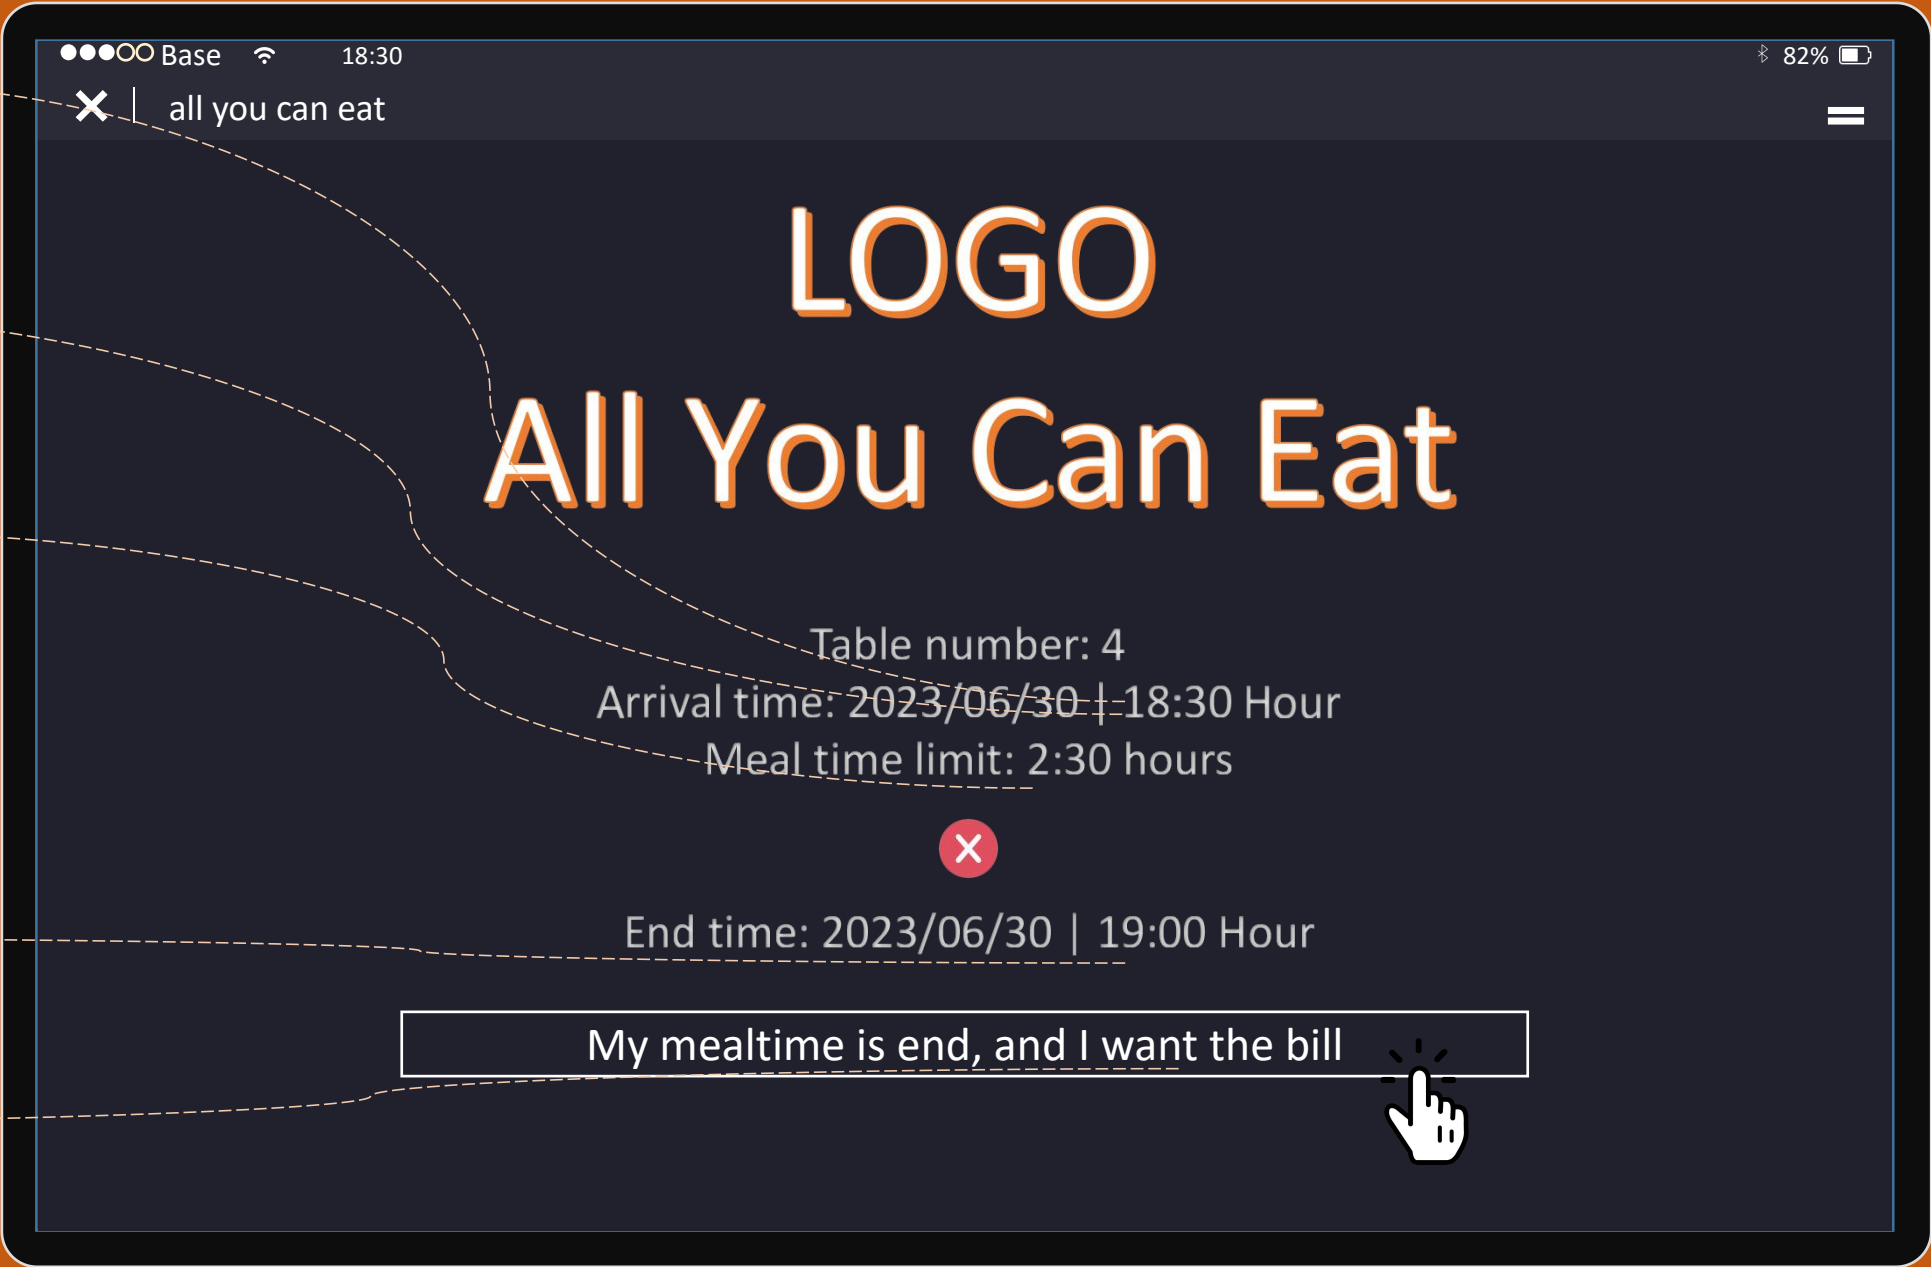 Base 18:30 82%
all you can eat
LOGO
All You Can Eat
Table number: 4
Arrival time: 2023/06/30 | 18:30 Hour
Meal time limit: 2:30 hours
End time: 2023/06/30 | 19:00 Hour
My mealtime is end, and I want the bill